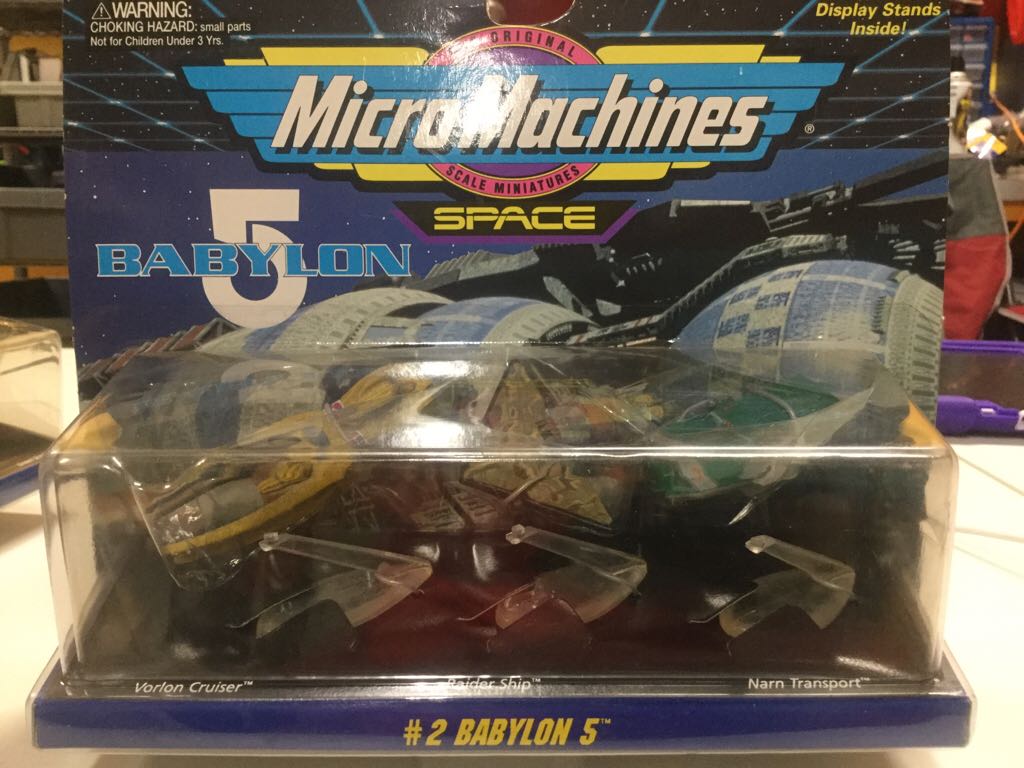 ⚠WARNING:
CHOKING HAZARD: small parts
Not for Children Under 3 Yrs.
Display Stands
Inside!
ORIGINAL
MicroMachines®
SCALE MINIATURES
SPACE
BABYLON
5
Vorlon Cruiser™
Raider Ship™
Narn Transport™
#2 BABYLON 5™